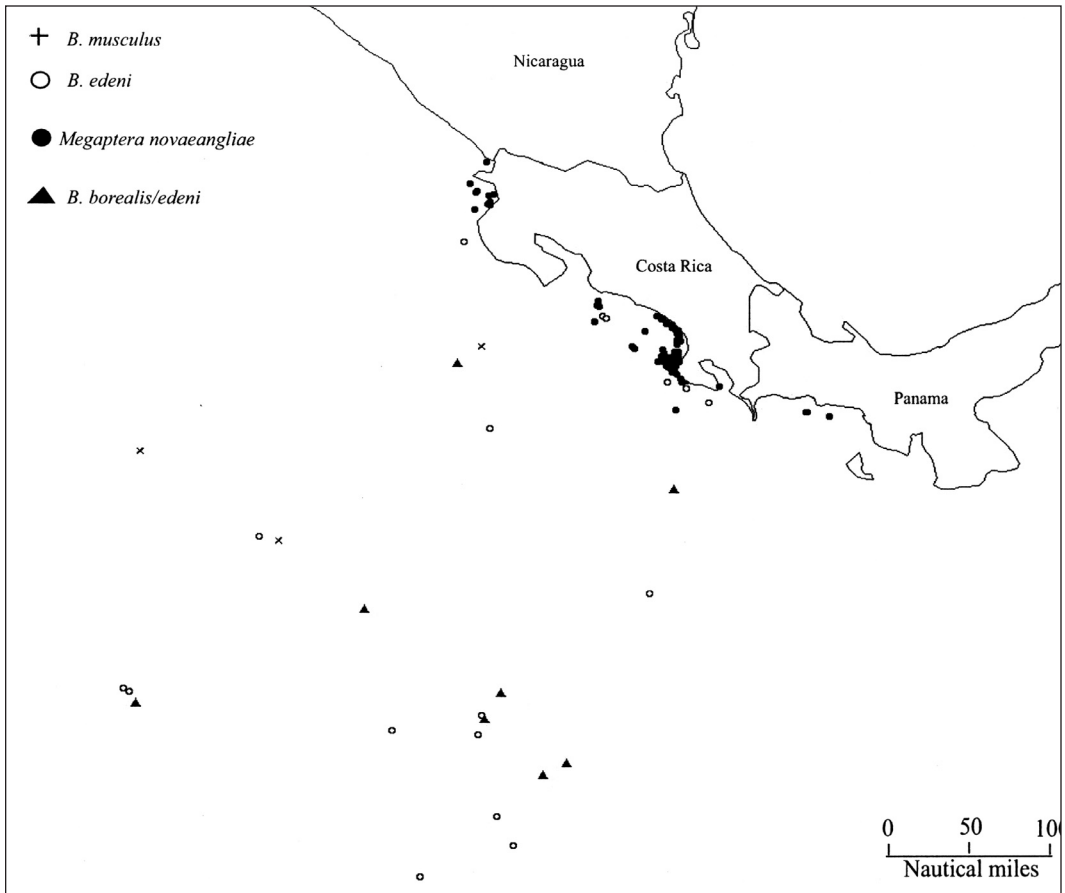 B. musculus
B. edeni
Megaptera novaeangliae
B. borealis/edeni
Nicaragua
Costa Rica
Panama
0 50 10
Nautical miles